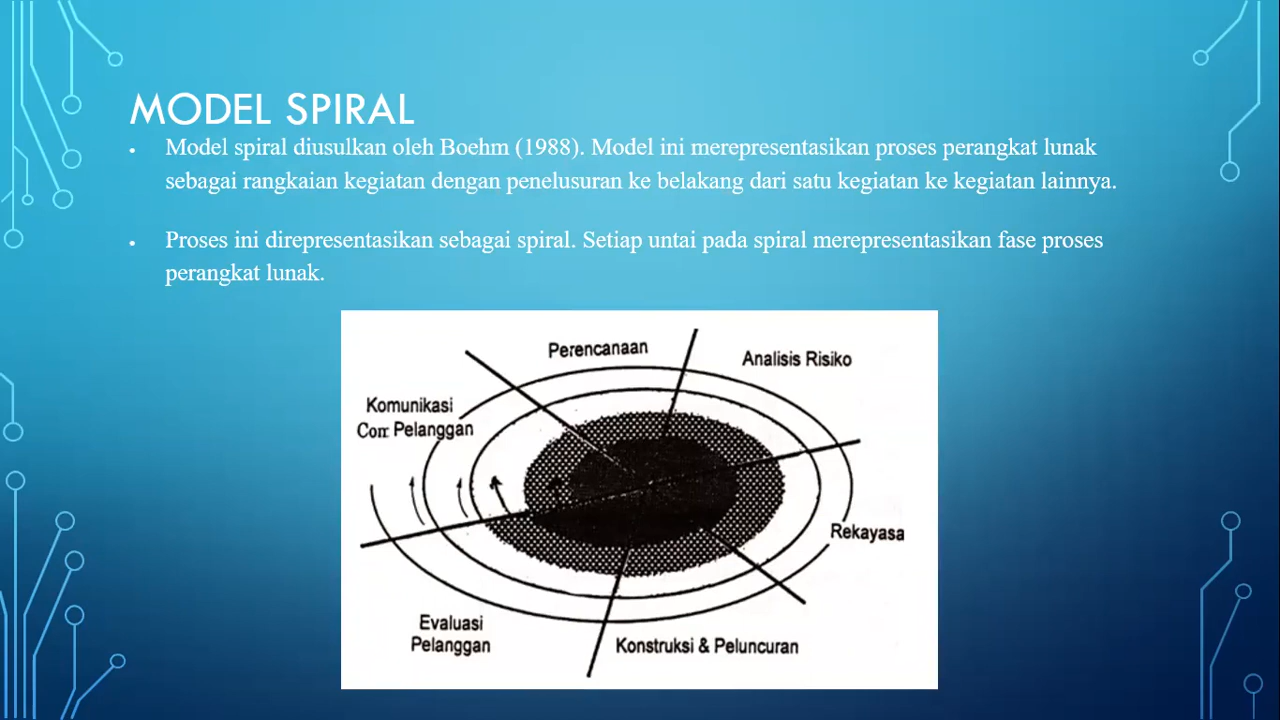 MODEL SPIRAL
• Model spiral diusulkan oleh Boehm (1988). Model ini merepresentasikan proses perangkat lunak
sebagai rangkaian kegiatan dengan penelusuran ke belakang dari satu kegiatan ke kegiatan lainnya.
• Proses ini direpresentasikan sebagai spiral. Setiap untai pada spiral merepresentasikan fase proses
perangkat lunak.
Perencanaan
Analisis Risiko
Komunikasi
Con: Pelanggan
Rekayasa
Evaluasi
Pelanggan
Konstruksi & Peluncuran